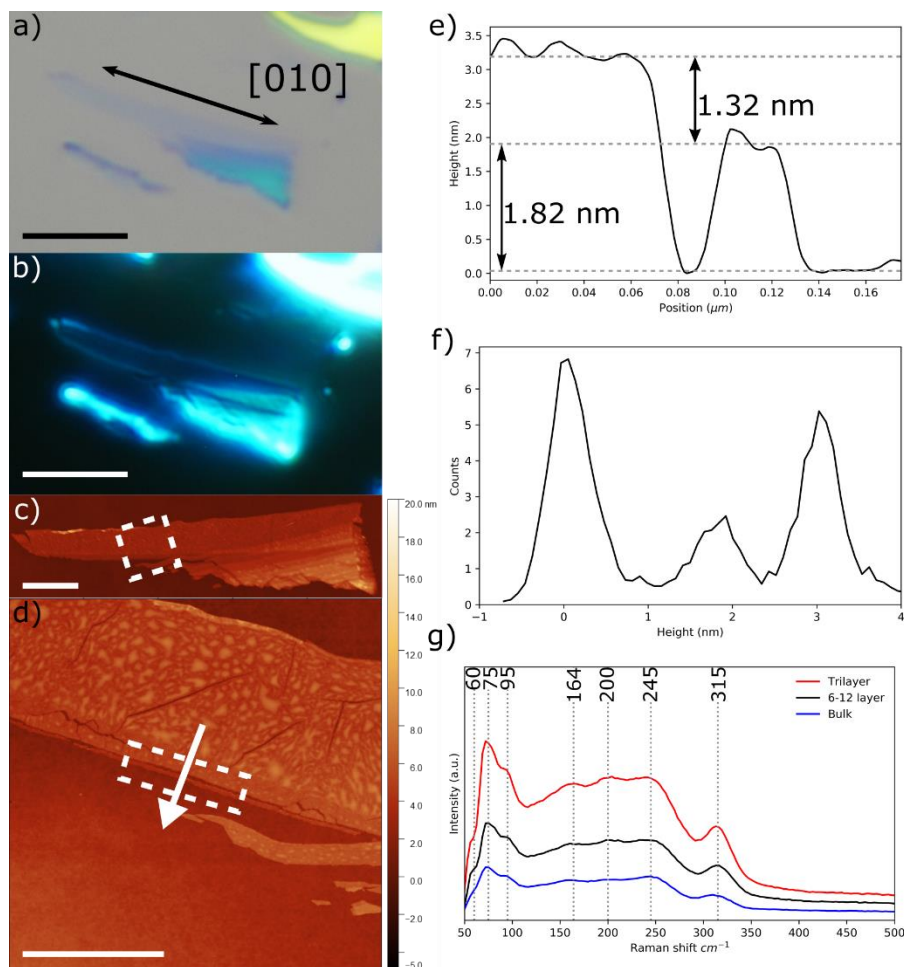 a)
[010]
b)
c)
d)
20.0 nm
18.0
16.0
14.0
12.0
10.0
8.0
6.0
4.0
2.0
0.0
-2.0
-5.0
e)
Height (nm)
3.5
3.0
2.5
2.0
1.5
1.0
0.5
0.0
1.32 nm
1.82 nm
0.00 0.02 0.04 0.06 0.08 0.10 0.12 0.14 0.16
Position (μm)
f)
Counts
7
6
5
4
3
2
1
0
−1 0 1 2 3 4
Height (nm)
g)
60 75 95 164 200 245 315
Trilayer
6-12 layer
Bulk
Intensity (a.u.)
50 100 150 200 250 300 350 400 450 500
Raman shift cm⁻¹